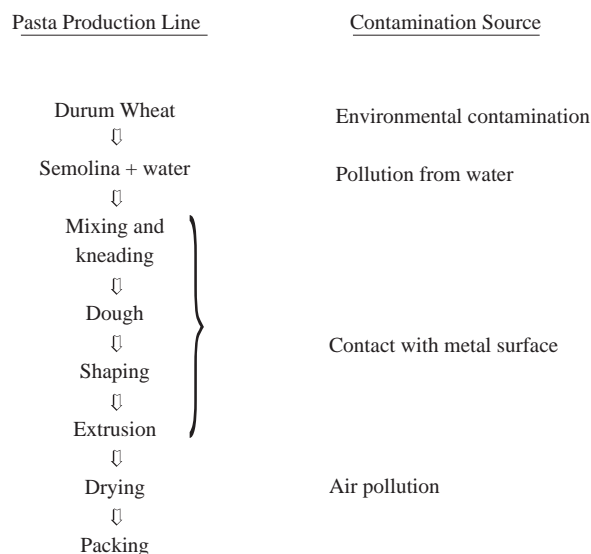 Pasta Production Line
Contamination Source
Durum Wheat
Environmental contamination
Semolina + water
Pollution from water
Mixing and
kneading
Dough
Contact with metal surface
Shaping
Extrusion
Drying
Air pollution
Packing